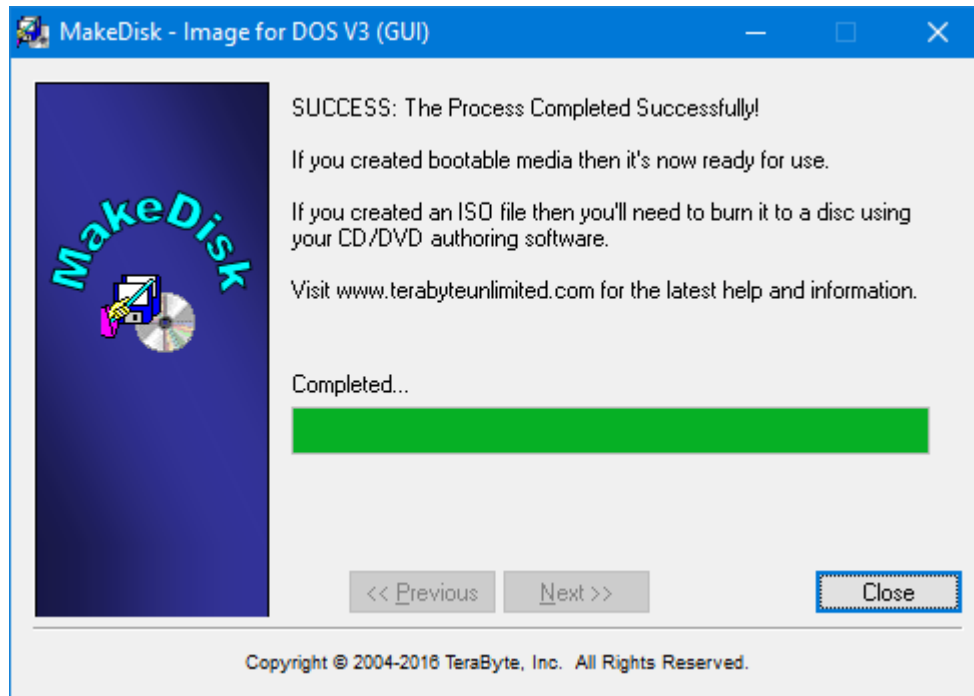 MakeDisk - Image for DOS V3 (GUI)
SUCCESS: The Process Completed Successfully!
If you created bootable media then it's now ready for use.
If you created an ISO file then you'll need to burn it to a disc using
your CD/DVD authoring software.
MakeDisk
Visit www.terabyteunlimited.com for the latest help and information.
Completed...
<< Previous
Next >>
Close
Copyright © 2004-2016 TeraByte, Inc. All Rights Reserved.